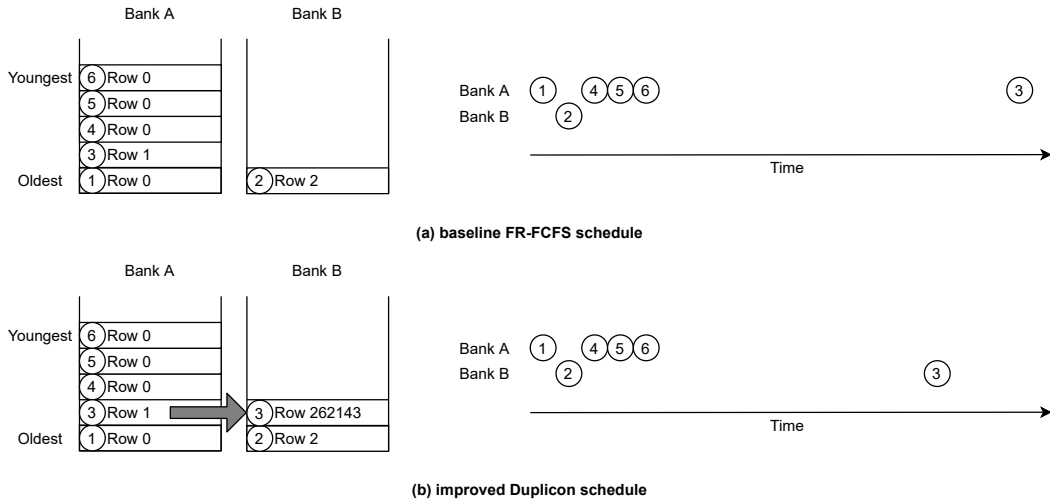 Bank A Bank B
Youngest 6 Row 0
5 Row 0
4 Row 0
3 Row 1
Oldest 1 Row 0 2 Row 2
Bank A 1 4 5 6 3
Bank B 2
Time
(a) baseline FR-FCFS schedule
Bank A Bank B
Youngest 6 Row 0
5 Row 0
4 Row 0
3 Row 1 3 Row 262143
Oldest 1 Row 0 2 Row 2
Bank A 1 4 5 6
Bank B 2 3
Time
(b) improved Duplicon schedule